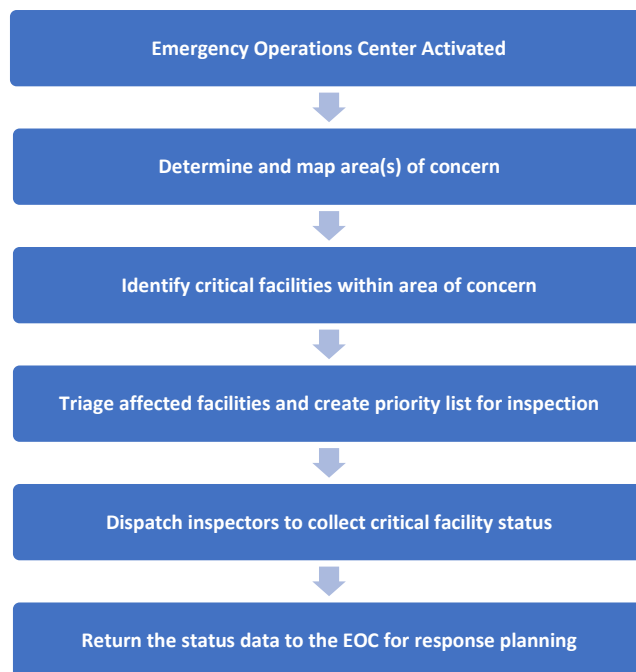 Emergency Operations Center Activated
Determine and map area(s) of concern
Identify critical facilities within area of concern
Triage affected facilities and create priority list for inspection
Dispatch inspectors to collect critical facility status
Return the status data to the EOC for response planning